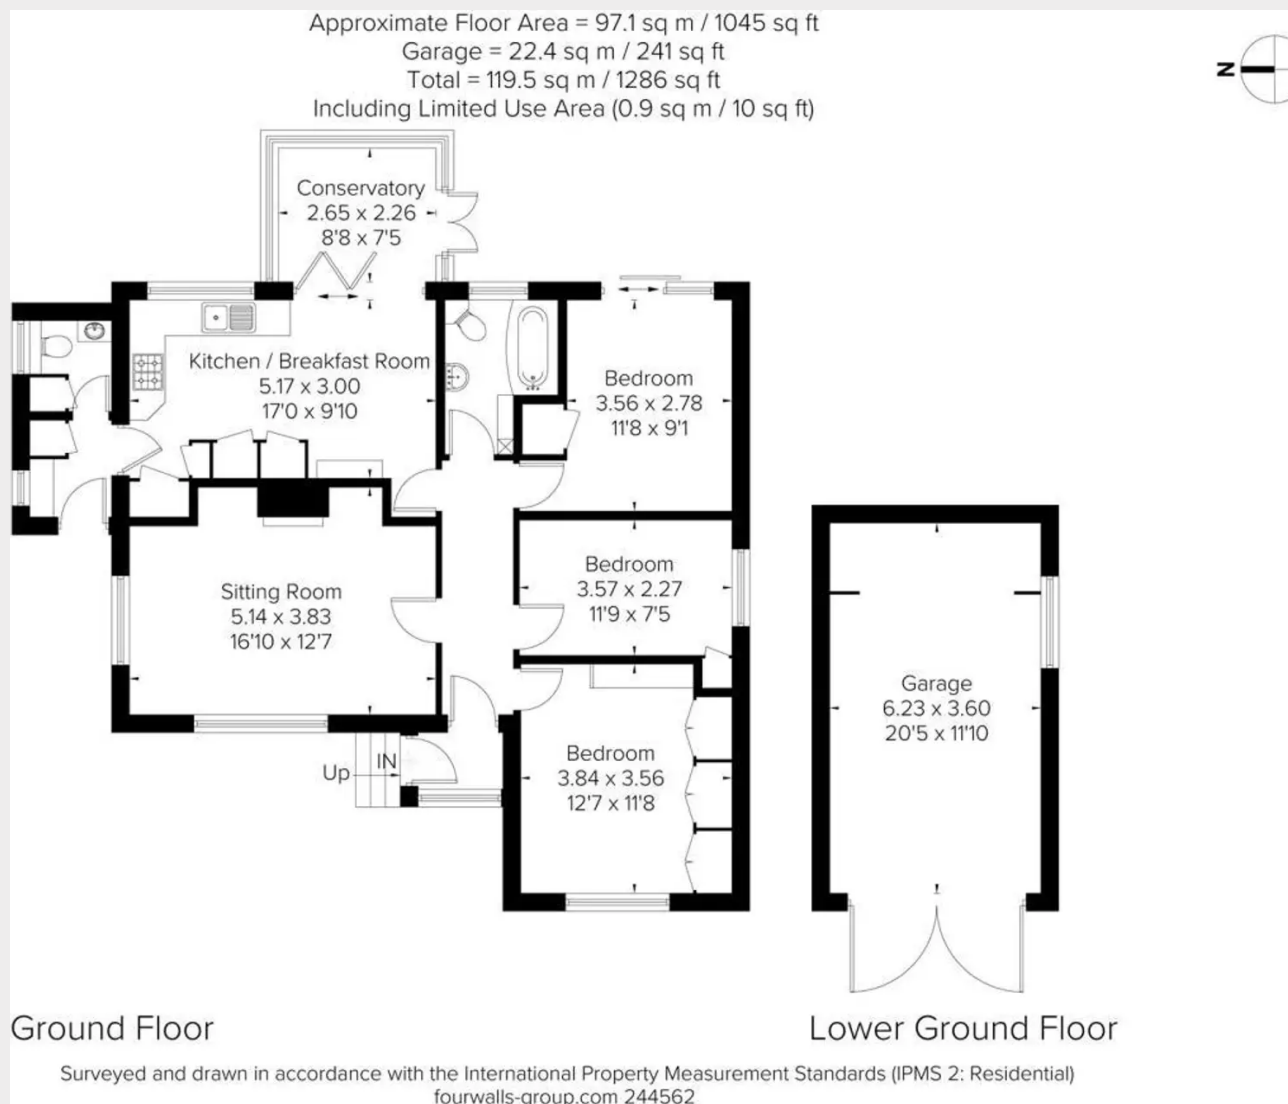 Approximate Floor Area = 97.1 sq m / 1045 sq ft
Garage = 22.4 sq m / 241 sq ft
Total = 119.5 sq m / 1286 sq ft
Including Limited Use Area (0.9 sq m / 10 sq ft)
N
Conservatory
2.65 x 2.26
8'8 x 7'5
Kitchen / Breakfast Room
5.17 x 3.00
17'0 x 9'10
Bedroom
3.56 x 2.78
11'8 x 9'1
Bedroom
3.57 x 2.27
11'9 x 7'5
Sitting Room
5.14 x 3.83
16'10 x 12'7
Garage
6.23 x 3.60
20'5 x 11'10
Bedroom
3.84 x 3.56
12'7 x 11'8
IN
Up
Ground Floor
Lower Ground Floor
Surveyed and drawn in accordance with the International Property Measurement Standards (IPMS 2: Residential)
fourwalls-group.com 244562